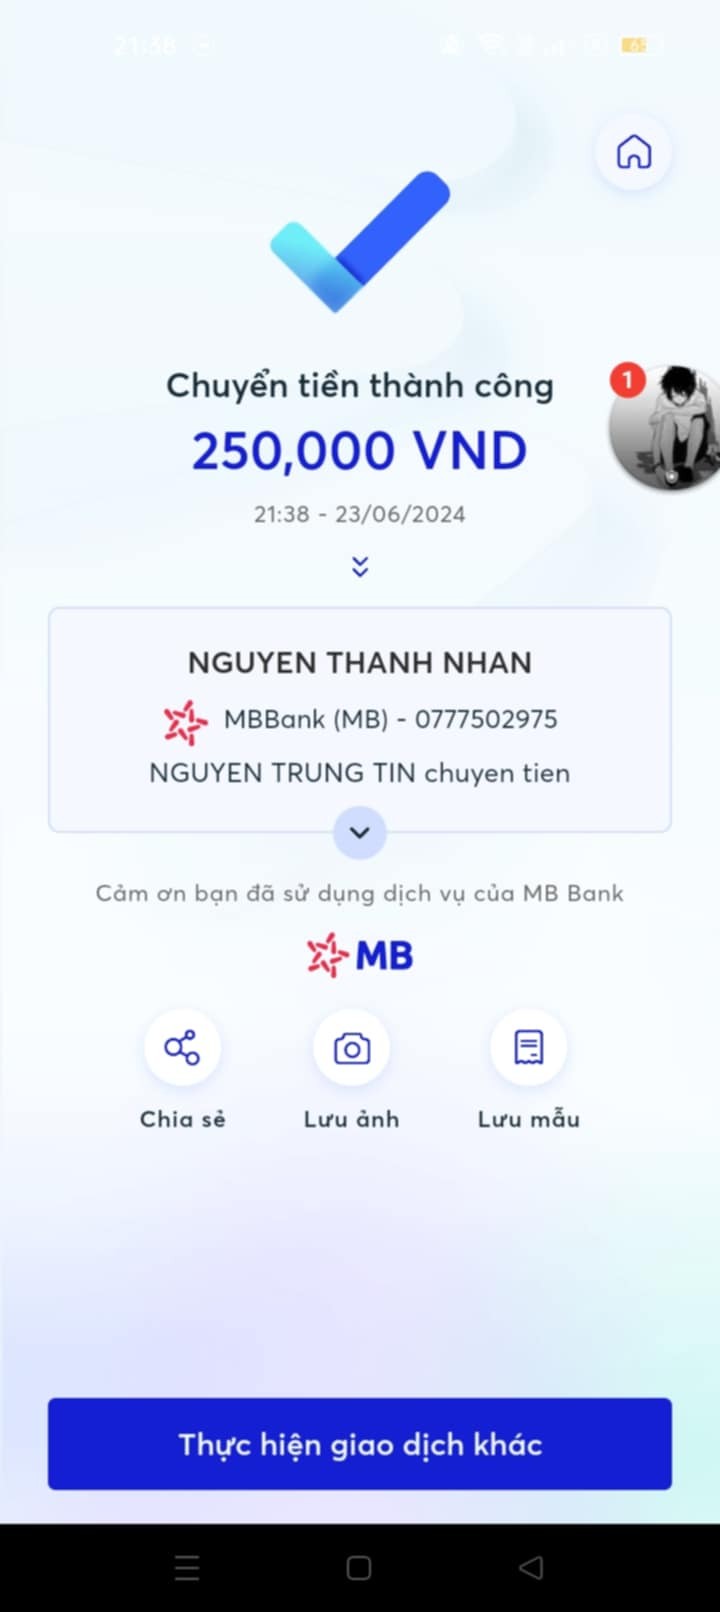 21:38
65
1
Chuyển tiền thành công
250,000 VND
21:38 - 23/06/2024
NGUYEN THANH NHAN
MBBank (MB) - 0777502975
NGUYEN TRUNG TIN chuyen tien
Cảm ơn bạn đã sử dụng dịch vụ của MB Bank
MB
Chia sẻ
Lưu ảnh
Lưu mẫu
Thực hiện giao dịch khác